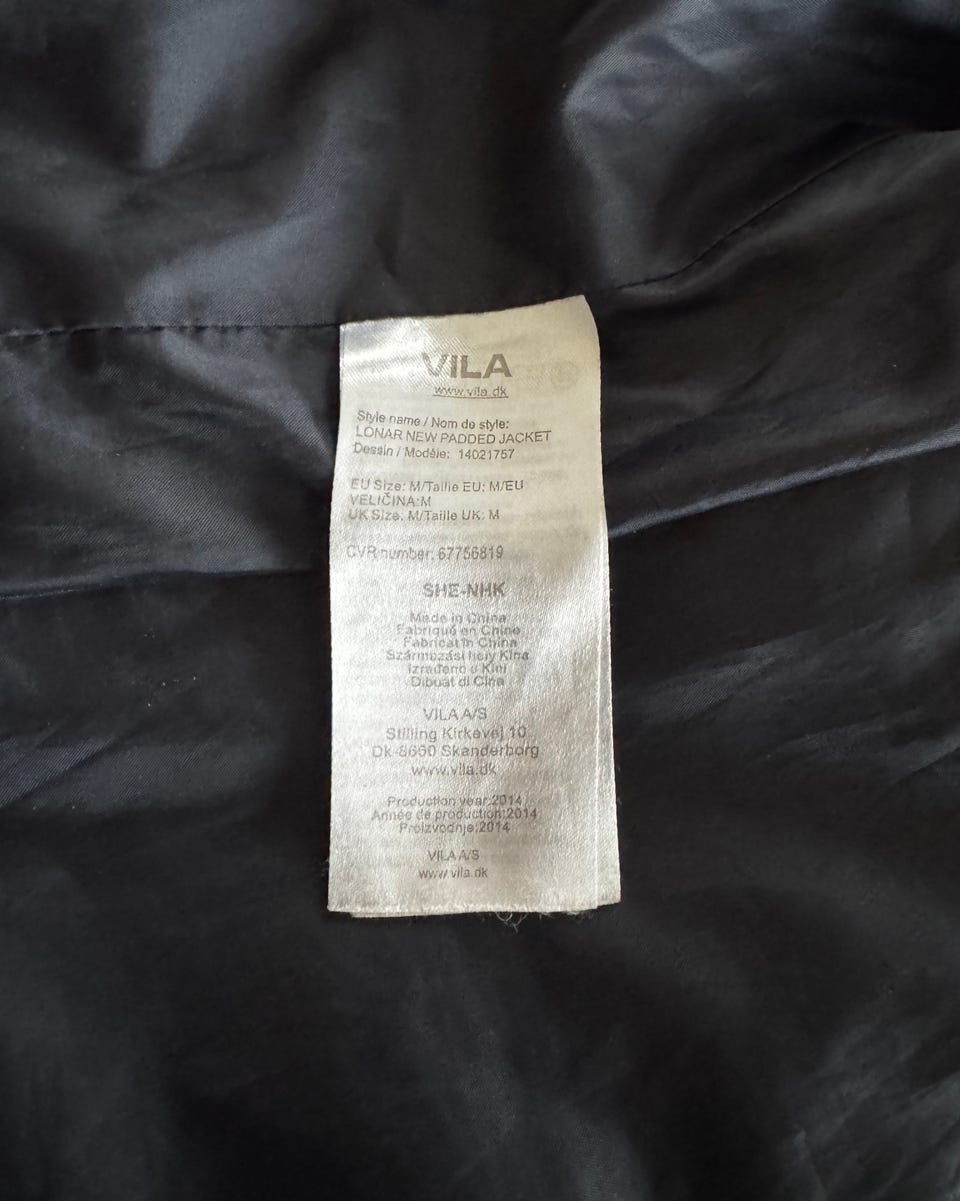 VILA
www.vila.dk
Style name / Nom de style:
LONAR NEW PADDED JACKET
Dessin / Modèle: 14021757
EU Size: M/Taille EU: M/EU
VELIČINA:M
UK Size: M/Taille UK: M
CVR number: 67756819
SHE-NHK
Made in China
Fabriqué en Chine
Fabricat în China
Származási hely Kína
Izrađeno u Kini
Dibuat di Cina
VILA A/S
Stilling Kirkevej 10
Dk-8660 Skanderborg
www.vila.dk
Production year:2014
Année de production:2014
Proizvodnje:2014
VILA A/S
www.vila.dk